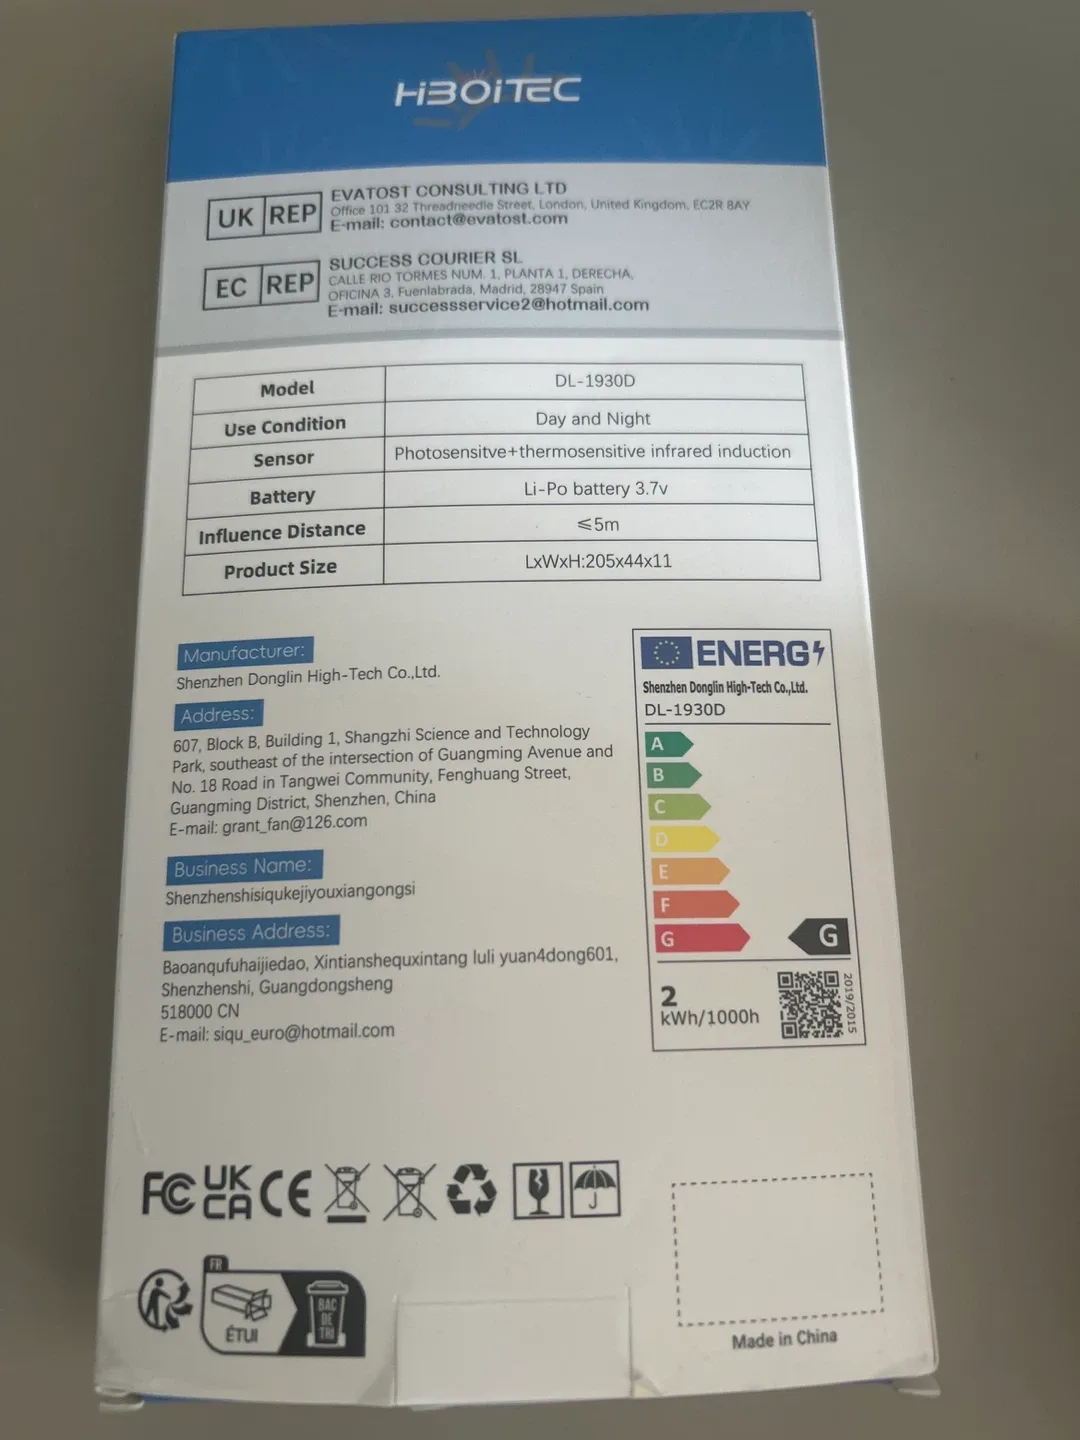 HiBOiTEC
UK REP
EVATOST CONSULTING LTD
Office 101 32 Threadneedle Street, London, United Kingdom, EC2R 8AY
E-mail: contact@evatost.com
EC REP
SUCCESS COURIER SL
CALLE RIO TORMES NUM. 1, PLANTA 1, DERECHA,
OFICINA 3, Fuenlabrada, Madrid, 28947 Spain
E-mail: successservice2@hotmail.com
Model DL-1930D
Use Condition Day and Night
Sensor Photosensitve+thermosensitive infrared induction
Battery Li-Po battery 3.7v
Influence Distance ≤5m
Product Size LxWxH:205x44x11
Manufacturer:
Shenzhen Donglin High-Tech Co.,Ltd.
Address:
607, Block B, Building 1, Shangzhi Science and Technology
Park, southeast of the intersection of Guangming Avenue and
No. 18 Road in Tangwei Community, Fenghuang Street,
Guangming District, Shenzhen, China
E-mail: grant_fan@126.com
Business Name:
Shenzhenshisiqukejiyouxiangongsi
Business Address:
Baoanqufuhaijiedao, Xintianshequxintang luli yuan4dong601,
Shenzhenshi, Guangdongsheng
518000 CN
E-mail: siqu_euro@hotmail.com
ENERG
Shenzhen Donglin High-Tech Co.,Ltd.
DL-1930D
A
B
C
D
E
F
G
G
2
kWh/1000h
2019/2015
FC UK CA CE
FR
ÉTUI
BAC
DE
TRI
Made in China